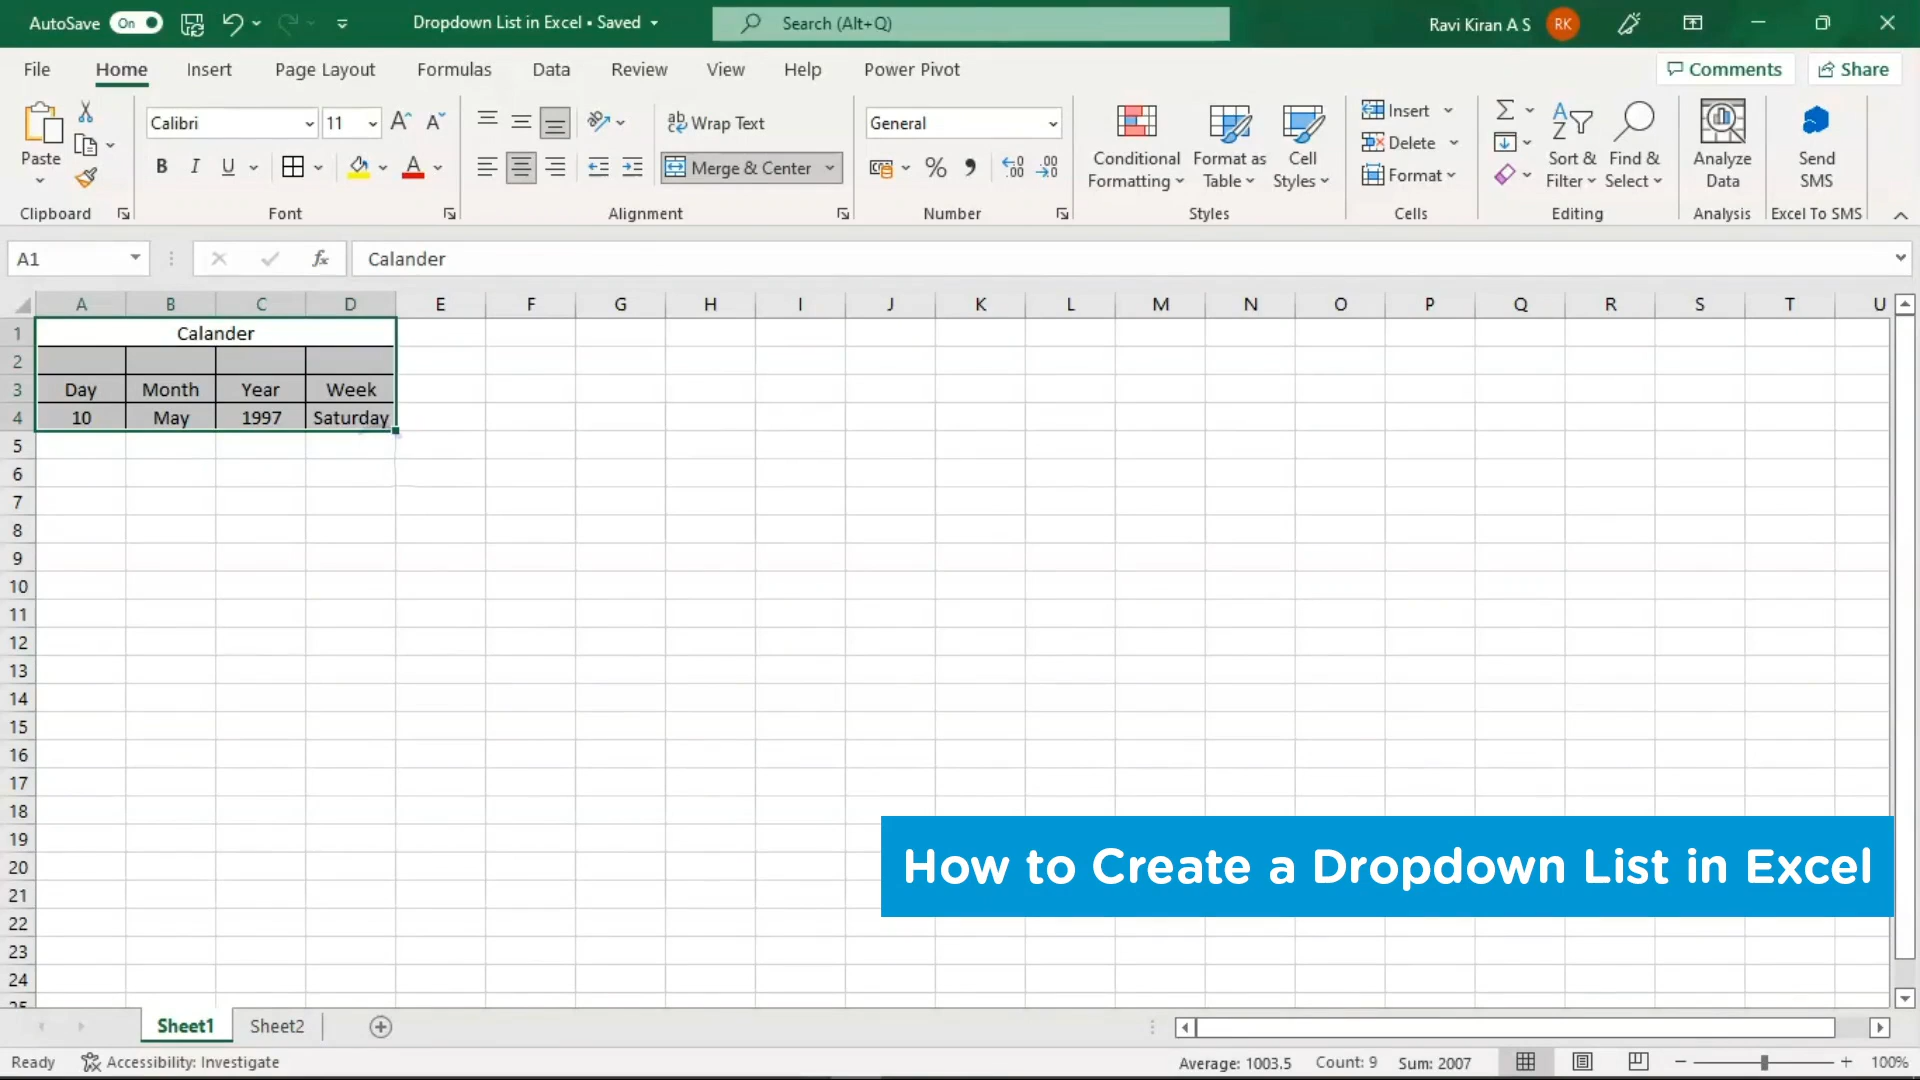 AutoSave On
Dropdown List in Excel • Saved
Search (Alt+Q)
Ravi Kiran A S RK
File Home Insert Page Layout Formulas Data Review View Help Power Pivot
Comments Share
Paste
Clipboard
Calibri 11
B I U
Font
Wrap Text
Merge & Center
Alignment
General
Number
Conditional Formatting
Format as Table
Cell Styles
Styles
Insert
Delete
Format
Cells
Sort & Filter
Find & Select
Editing
Analyze Data
Analysis
Send SMS
Excel To SMS
A1 fx Calander
A B C D E F G H I J K L M N O P Q R S T U
1 Calander
2
3 Day Month Year Week
4 10 May 1997 Saturday
5
6
7
8
9
10
11
12
13
14
15
16
17
18
19
20
21
22
23
24
25
How to Create a Dropdown List in Excel
Sheet1 Sheet2
Ready Accessibility: Investigate
Average: 1003.5 Count: 9 Sum: 2007 100%